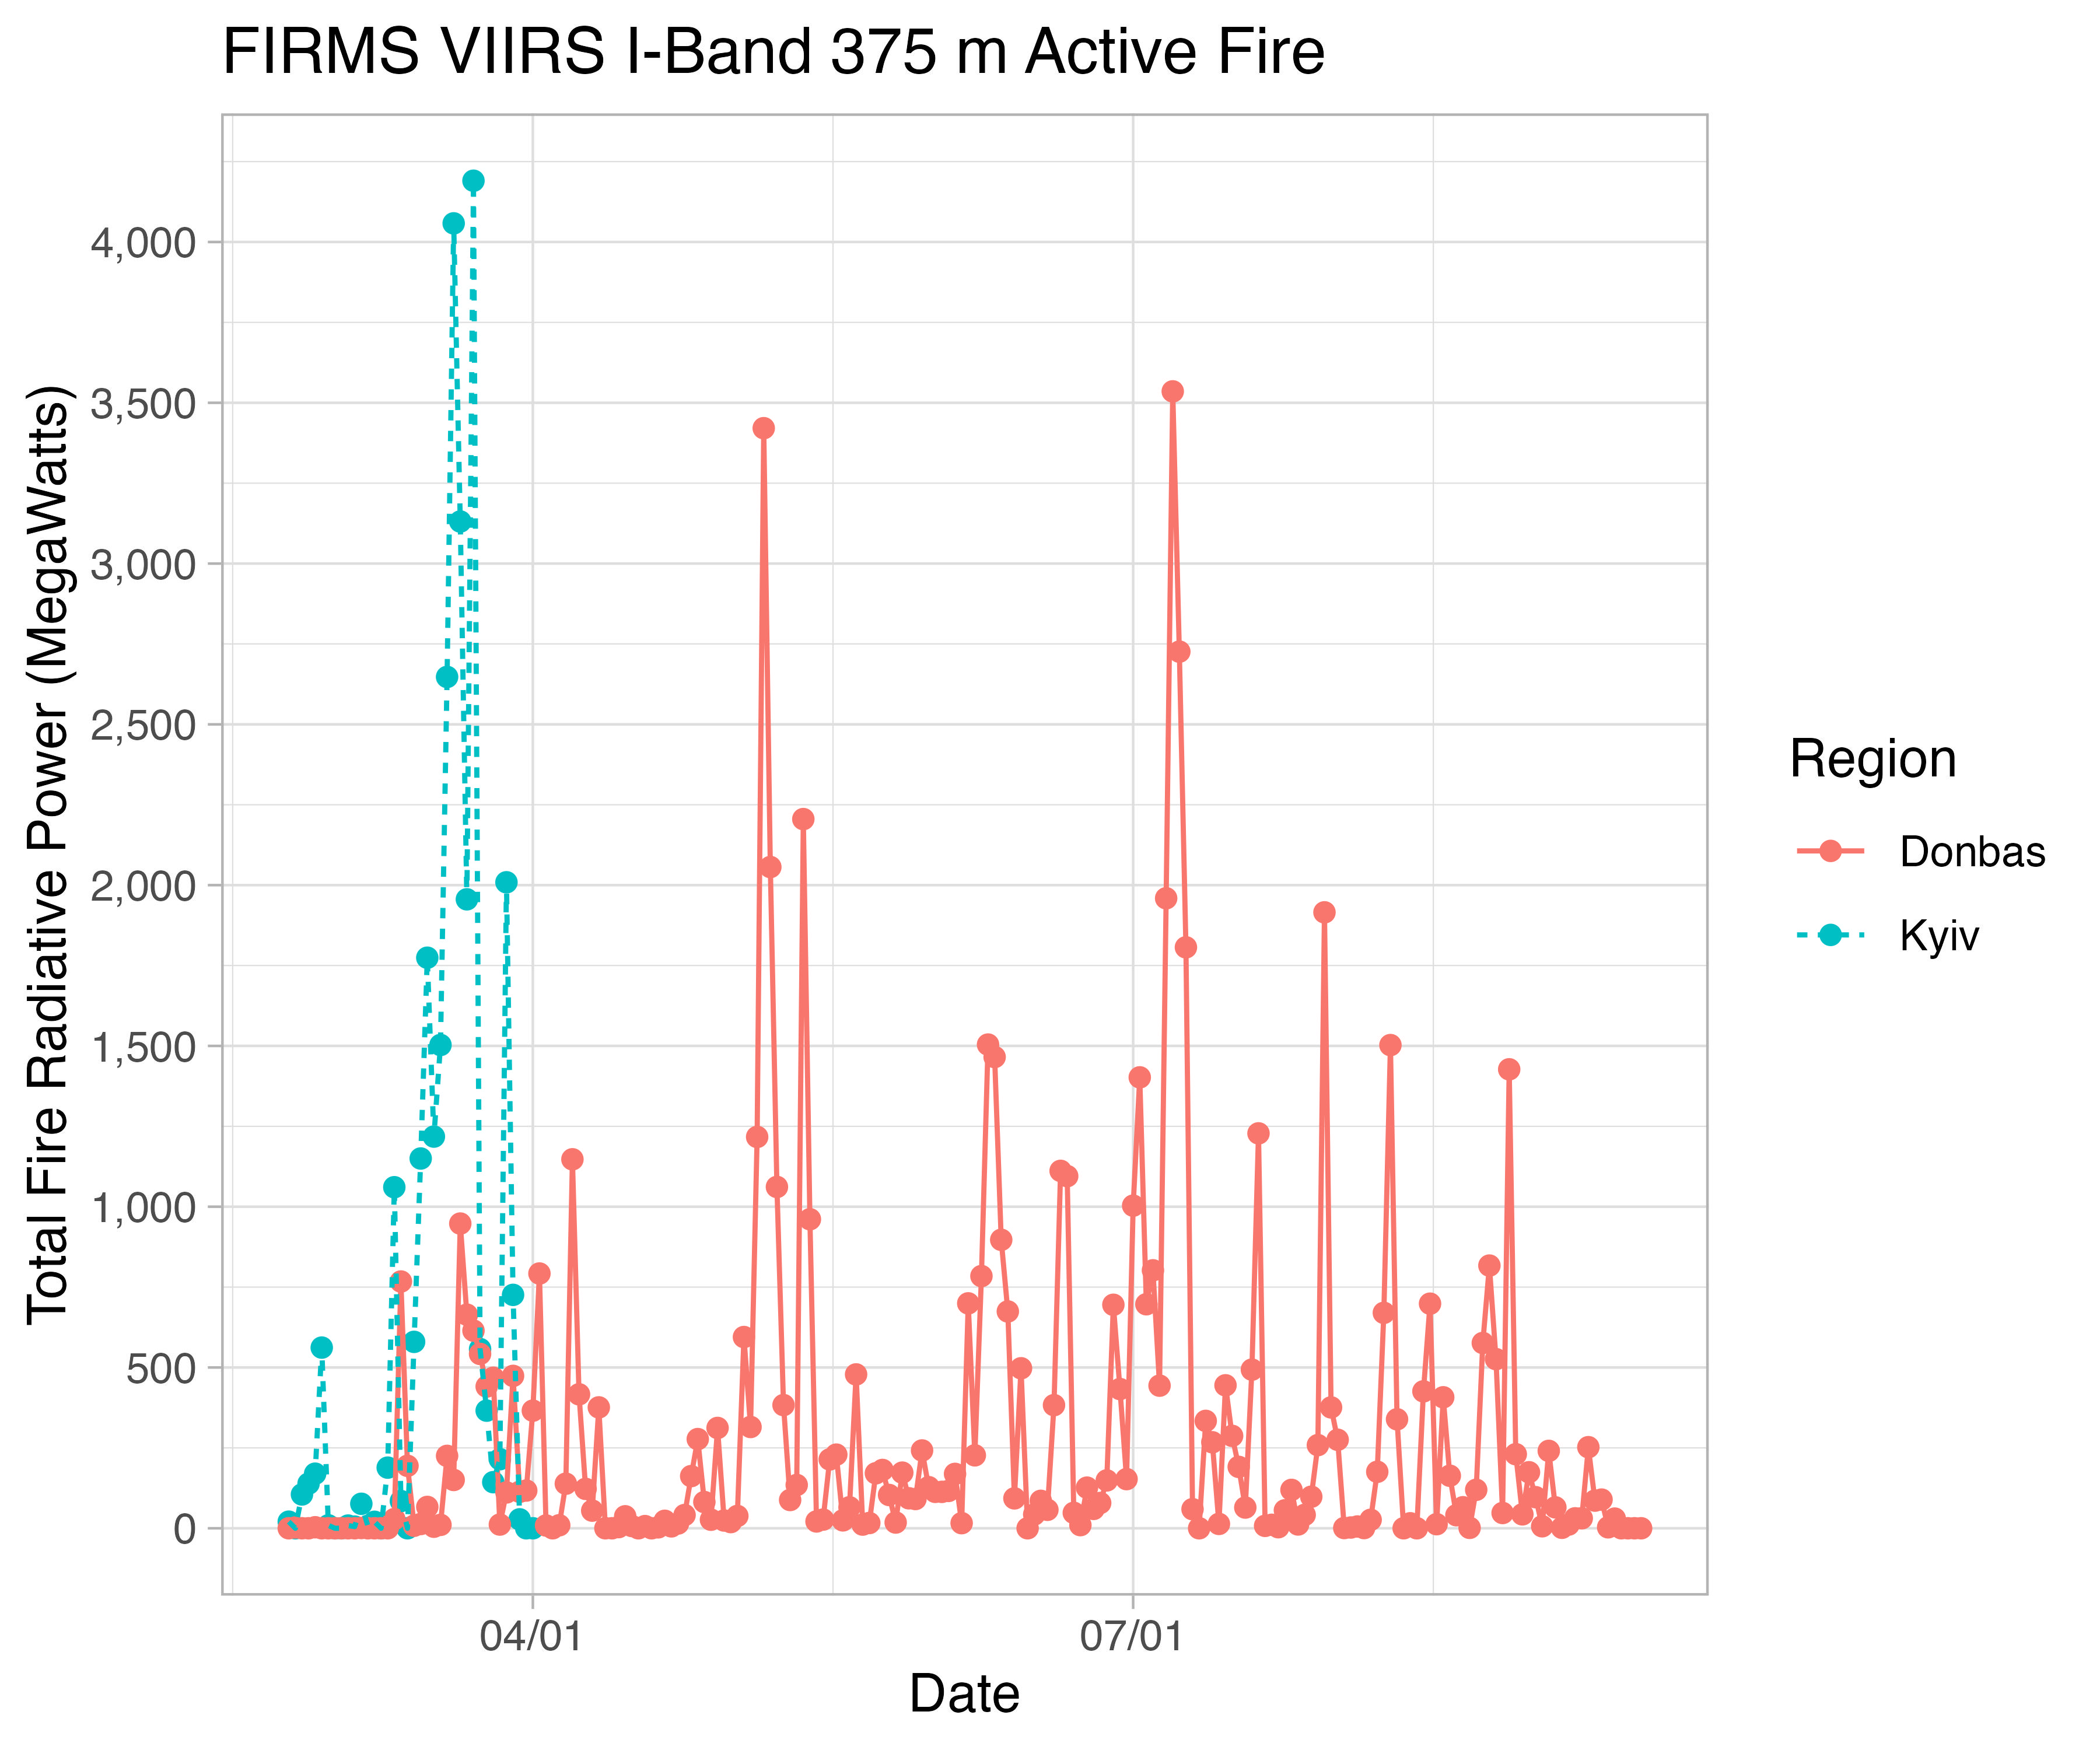 FIRMS VIIRS I-Band 375 m Active Fire
Total Fire Radiative Power (MegaWatts)
4,000
3,500
3,000
2,500
2,000
1,500
1,000
500
0
04/01
07/01
Date
Region
Donbas
Kyiv